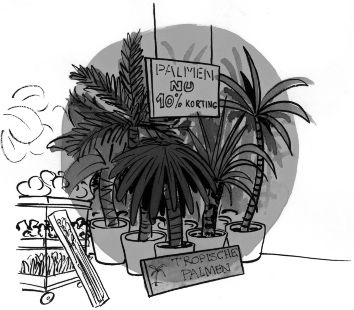 PALMEN
NU
10% KORTING
TROPISCHE
PALMEN